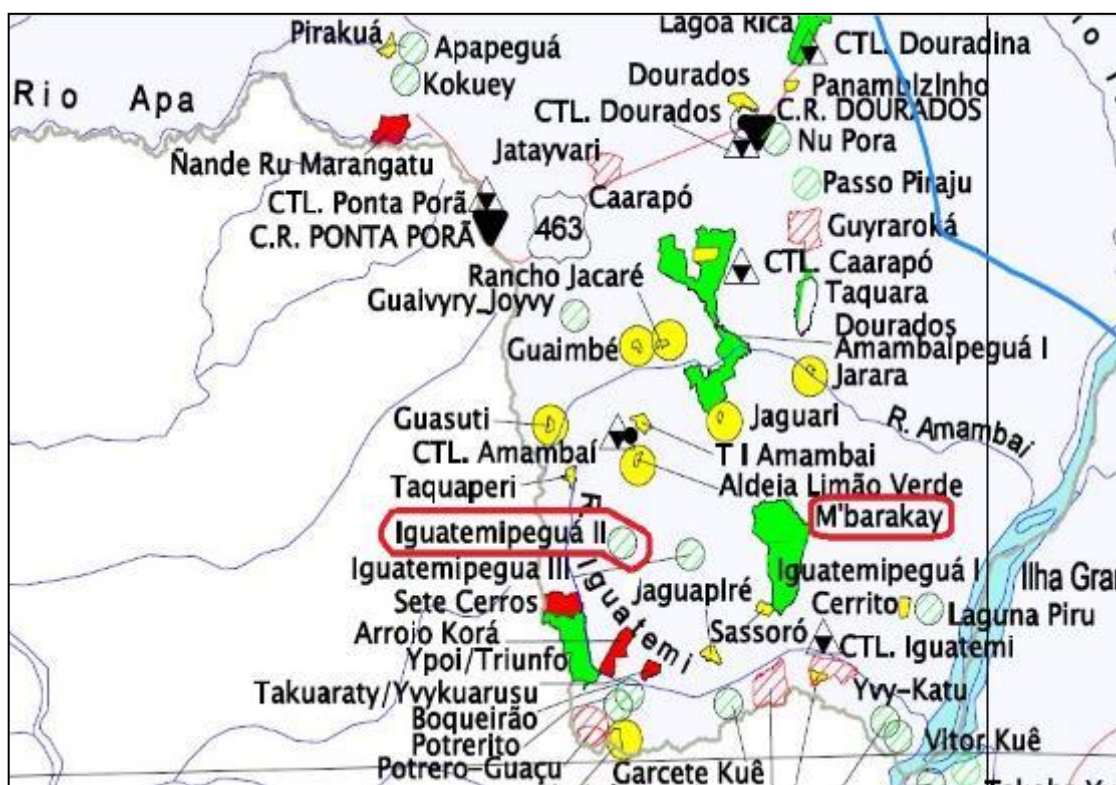 Lagoa Rica
Pirakuá
Apapeguá
CTL. Douradina
Kokuey
Dourados
PanambIzInho
Rio Apa
CTL. Dourados
C.R. DOURADOS
Nu Pora
Ñande Ru Marangatu
Jatayvari
Passo Piraju
CTL. Ponta Porã
Caarapó
Guyraroká
C.R. PONTA PORÃ
463
Rancho Jacaré
CTL. Caarapó
GuaIvyry-Joyvy
Taquara
Dourados
Guaimbé
AmambaIpeguá I
Jarara
Guasuti
Jaguari
R. Amambai
CTL. Amambaí
T I Amambai
Taquaperi
Aldeia Limão Verde
M'barakay
Iguatemipeguá II
R. Iguatemi
Iguatemipegua III
Iguatemipeguá I
Ilha Gran
JaguapIré
Sete Cerros
Cerrito
Laguna Piru
Arroio Korá
Sassoró
CTL. Iguatemi
Ypoi/Triunfo
Takuaraty/Yvykuarusu
Yvy-Katu
Boqueirão
Potrerito
Vitor Kuê
Potrero-Guaçu
Garcete Kuê